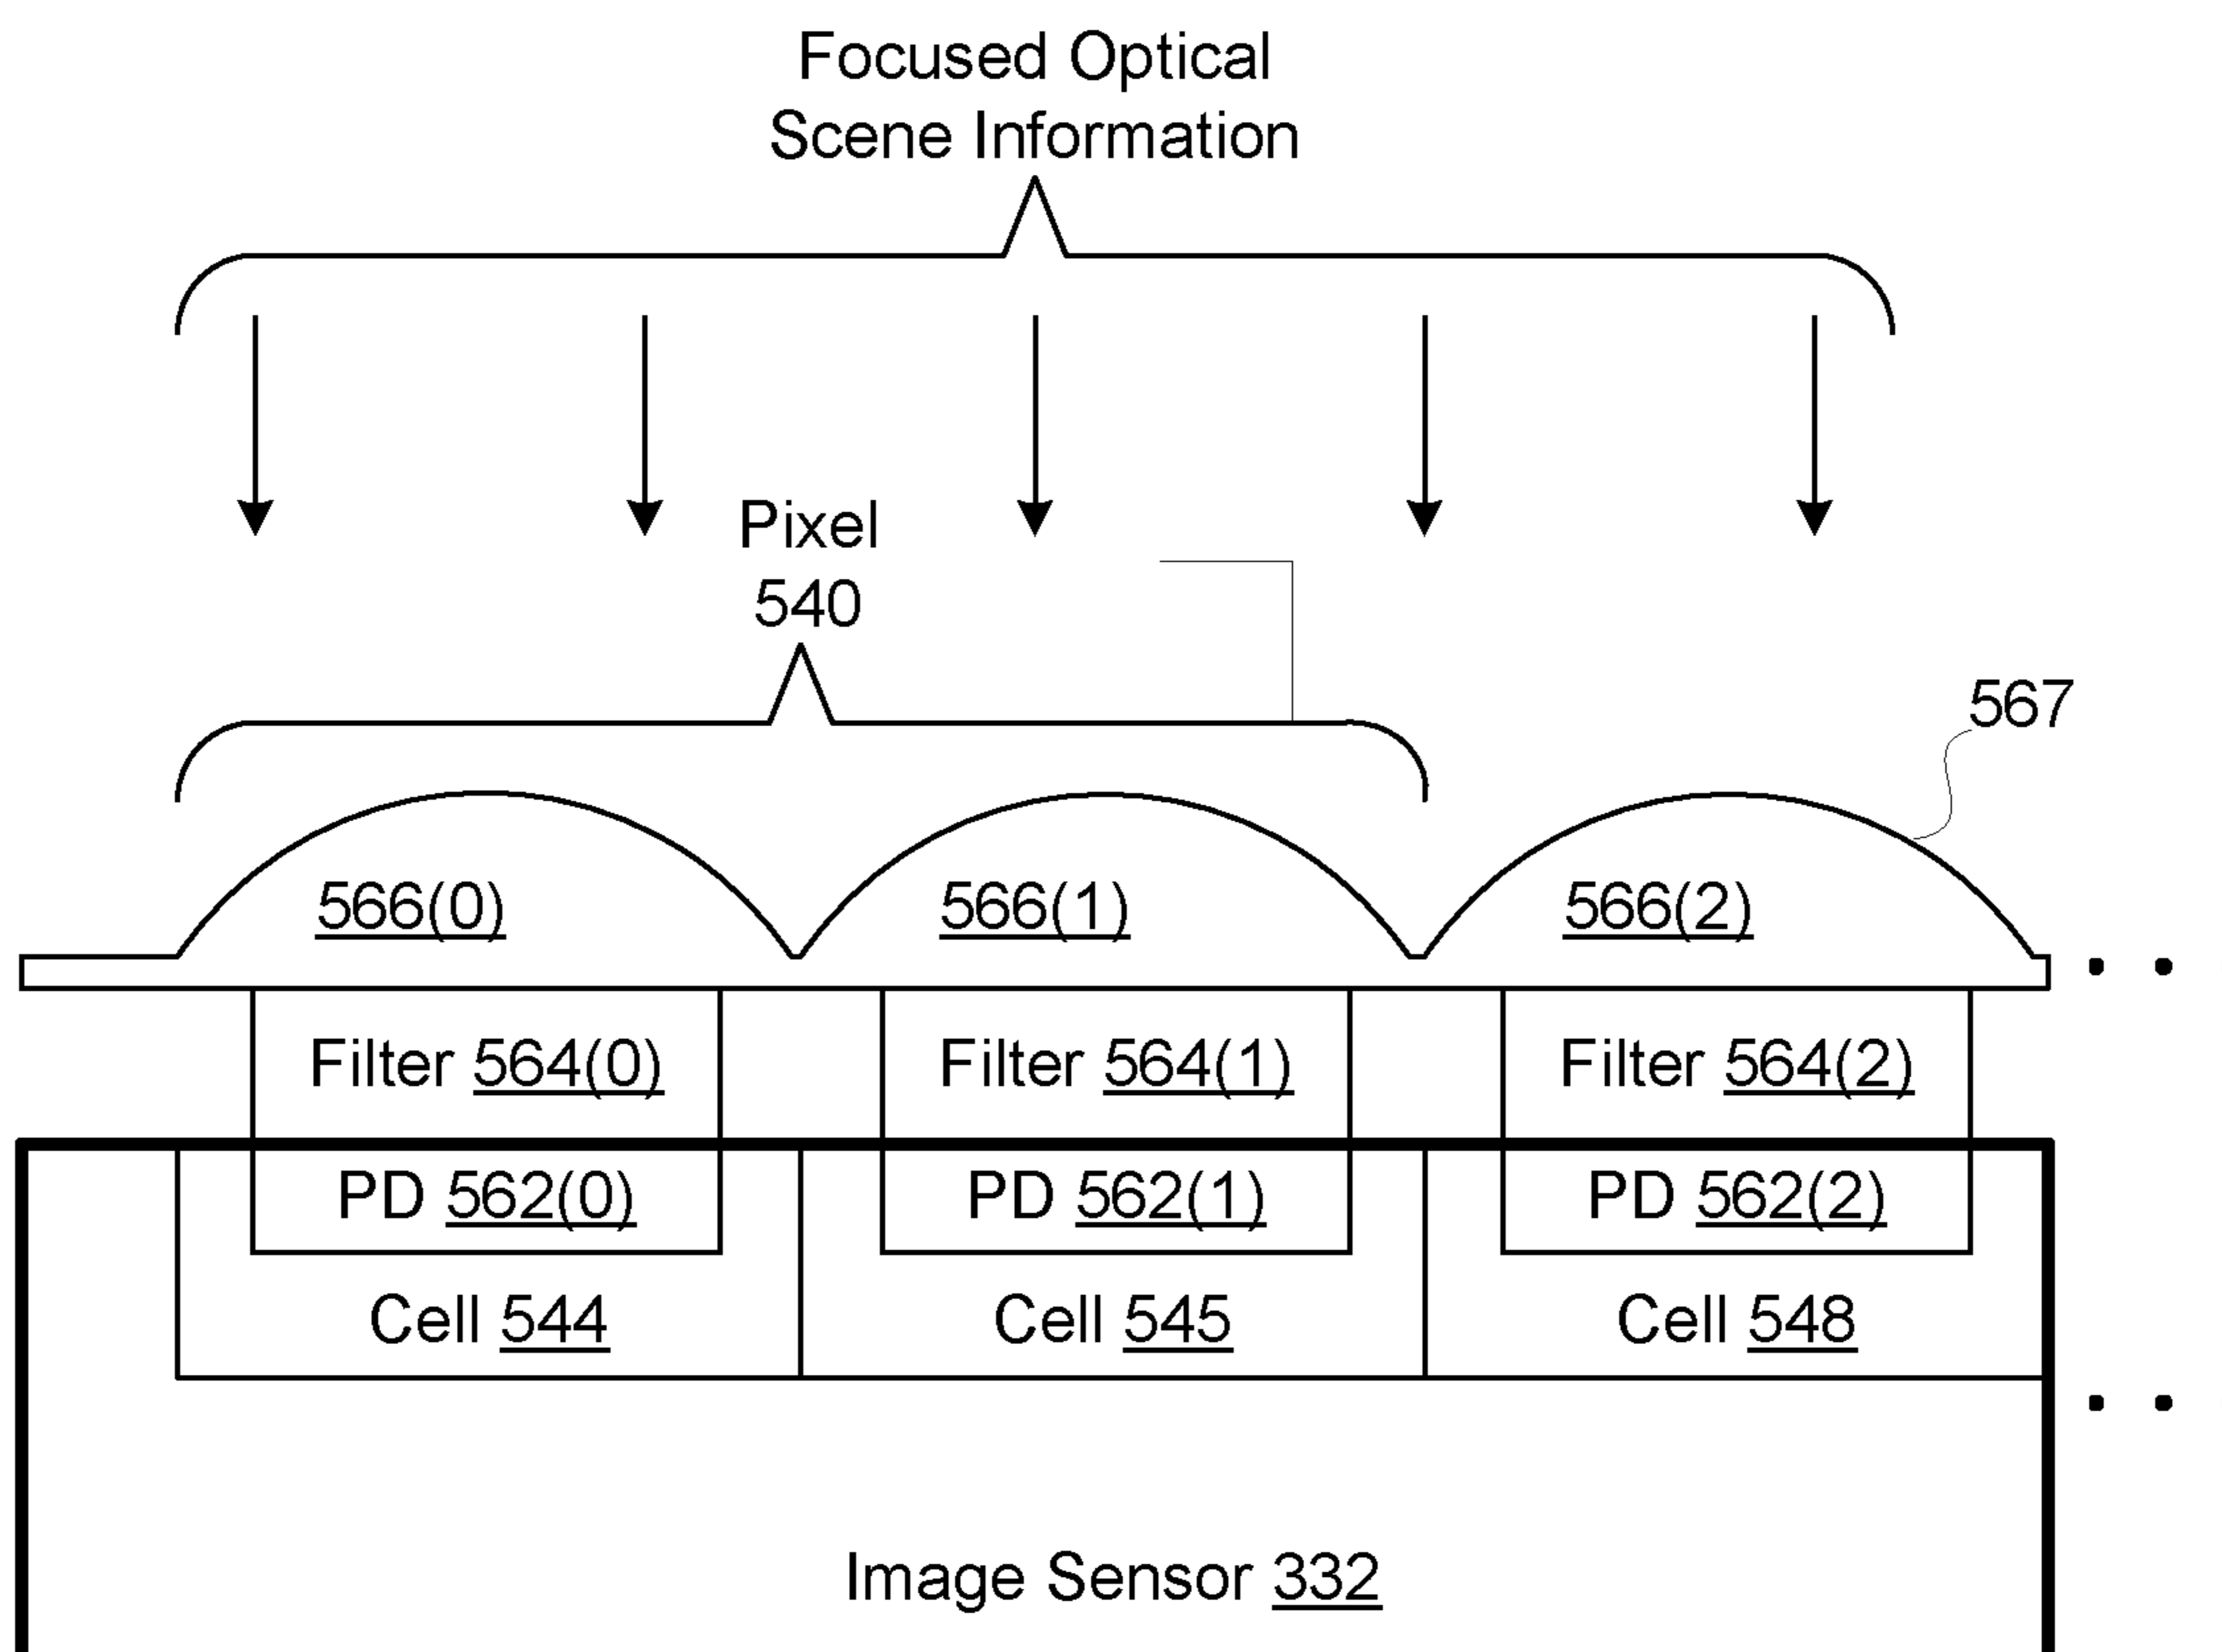 Focused Optical
Scene Information
Pixel
540
567
566(0) 566(1) 566(2)
Filter 564(0) Filter 564(1) Filter 564(2)
PD 562(0) PD 562(1) PD 562(2)
Cell 544 Cell 545 Cell 548
Image Sensor 332